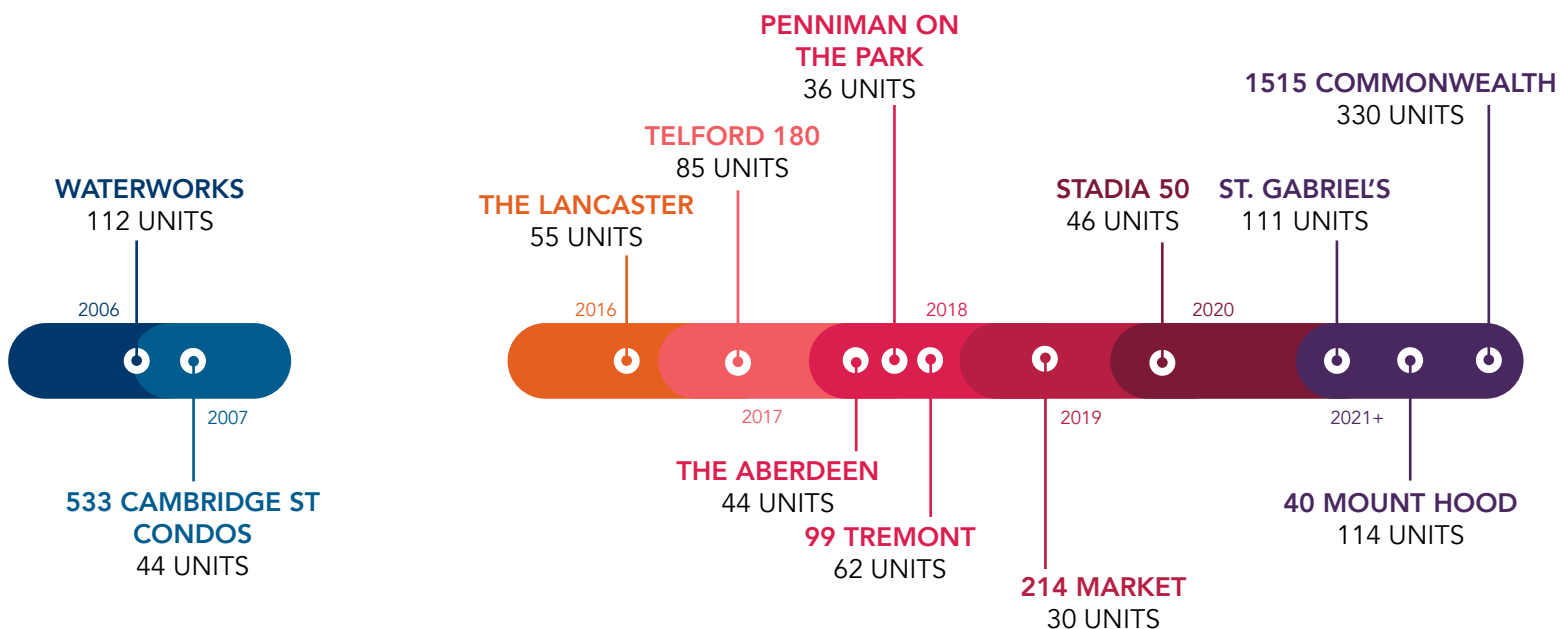 WATERWORKS
112 UNITS
2006
2007
533 CAMBRIDGE ST
CONDOS
44 UNITS
THE LANCASTER
55 UNITS
2016
TELFORD 180
85 UNITS
2017
PENNIMAN ON
THE PARK
36 UNITS
2018
THE ABERDEEN
44 UNITS
99 TREMONT
62 UNITS
2019
214 MARKET
30 UNITS
STADIA 50
46 UNITS
2020
ST. GABRIEL'S
111 UNITS
1515 COMMONWEALTH
330 UNITS
2021+
40 MOUNT HOOD
114 UNITS